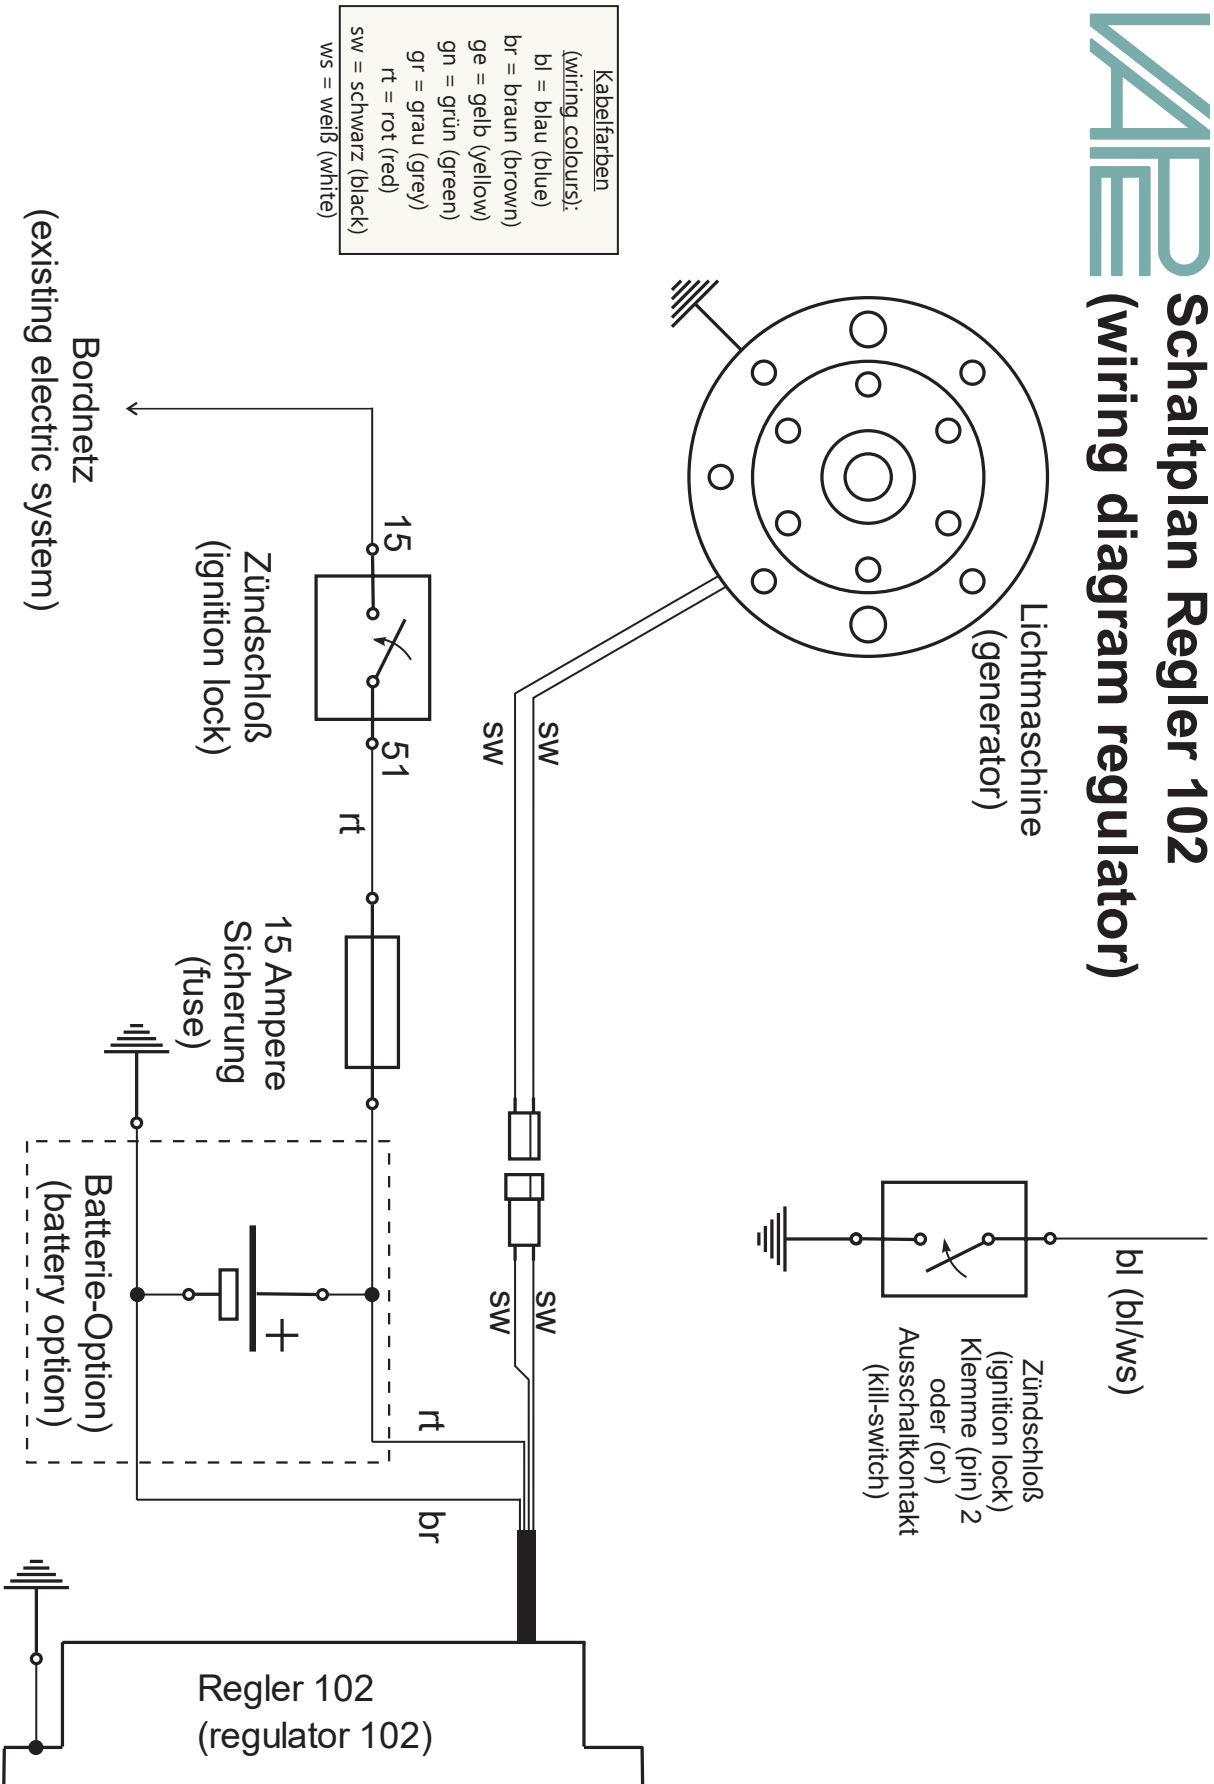 VAPE
Schaltplan Regler 102
(wiring diagram regulator)
Kabelfarben
(wiring colours):
bl = blau (blue)
br = braun (brown)
ge = gelb (yellow)
gn = grün (green)
gr = grau (grey)
rt = rot (red)
sw = schwarz (black)
ws = weiß (white)
Lichtmaschine
(generator)
bl (bl/ws)
Zündschloß
(ignition lock)
Klemme (pin) 2
oder (or)
Ausschaltkontakt
(kill-switch)
sw
sw
sw
sw
15
51
Zündschloß
(ignition lock)
rt
15 Ampere
Sicherung
(fuse)
Bordnetz
(existing electric system)
+
Batterie-Option)
(battery option)
rt
br
Regler 102
(regulator 102)